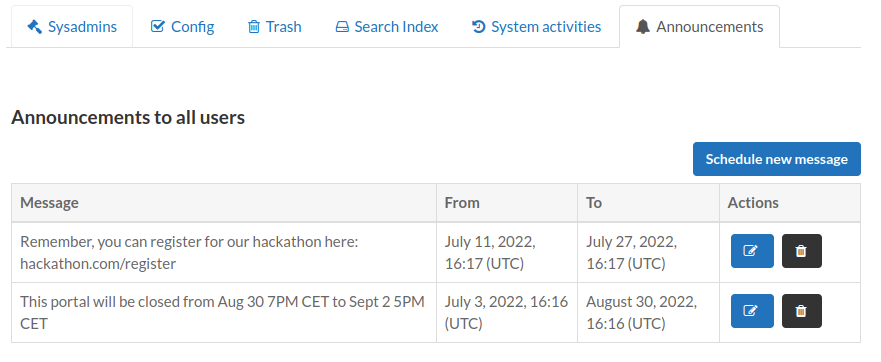 Sysadmins Config Trash Search Index System activities Announcements
Announcements to all users
Schedule new message
Message From To Actions
Remember, you can register for our hackathon here: July 11, 2022, July 27, 2022,
hackathon.com/register 16:17 (UTC) 16:17 (UTC)
This portal will be closed from Aug 30 7PM CET to Sept 2 5PM July 3, 2022, 16:16 August 30, 2022,
CET (UTC) 16:16 (UTC)